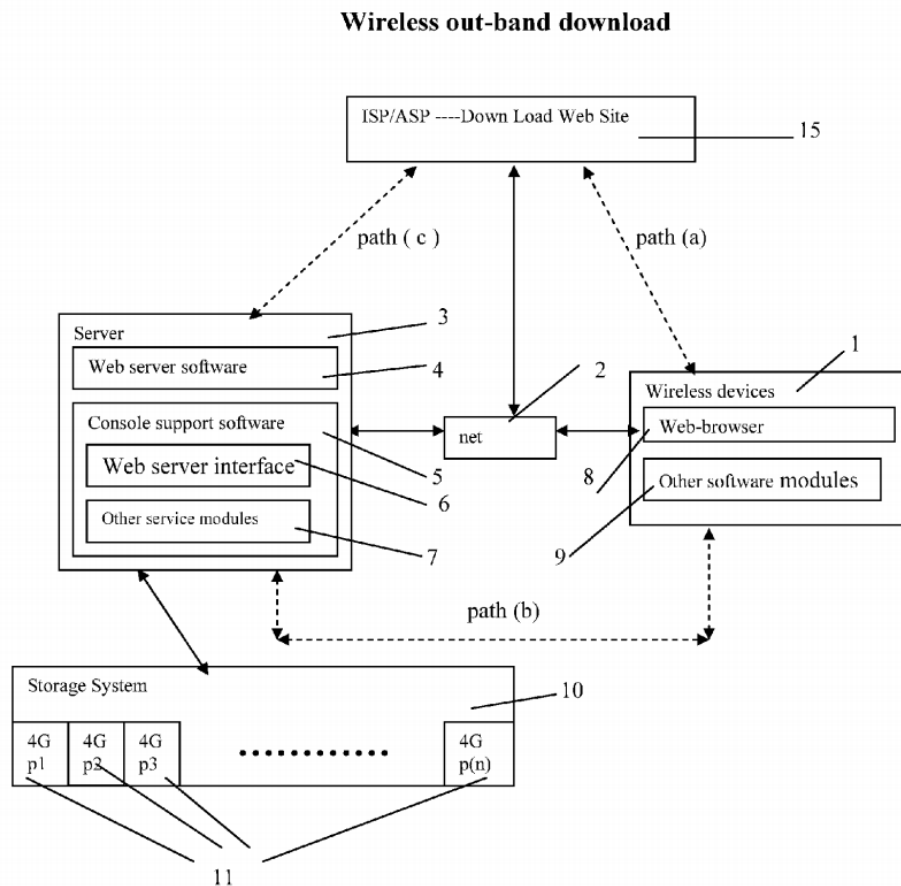 Wireless out-band download
ISP/ASP ----Down Load Web Site
15
path ( c )
path (a)
Server
3
Web server software
4
Console support software
5
Web server interface
6
Other service modules
7
2
net
1
Wireless devices
Web-browser
8
Other software modules
9
path (b)
Storage System
10
4G
p1
4G
p2
4G
p3
4G
p(n)
11